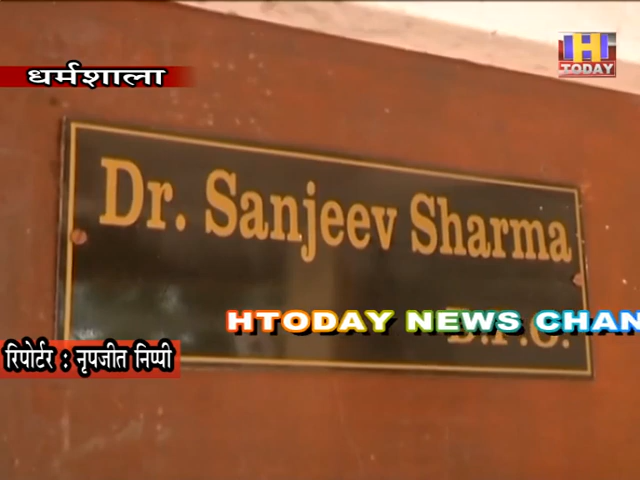 धर्मशाला
H
TODAY
Dr. Sanjeev Sharma
HTODAY NEWS CHAN
रिपोर्टर : नृपजीत निप्पी